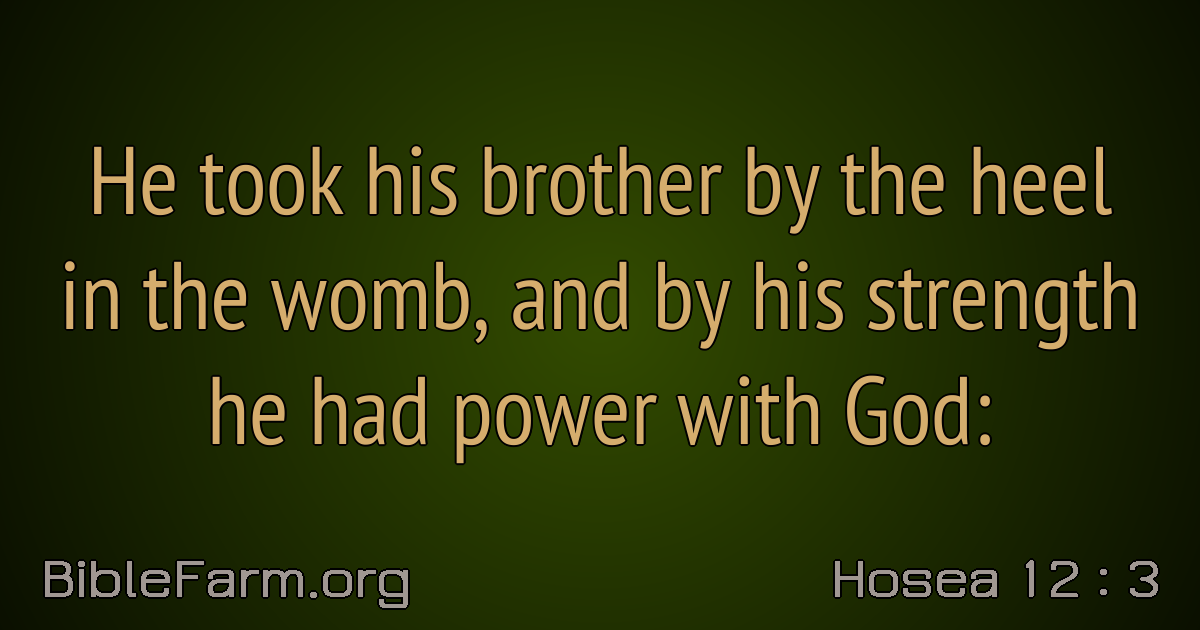 He took his brother by the heel
in the womb, and by his strength
he had power with God:
BibleFarm.org
Hosea 12 : 3